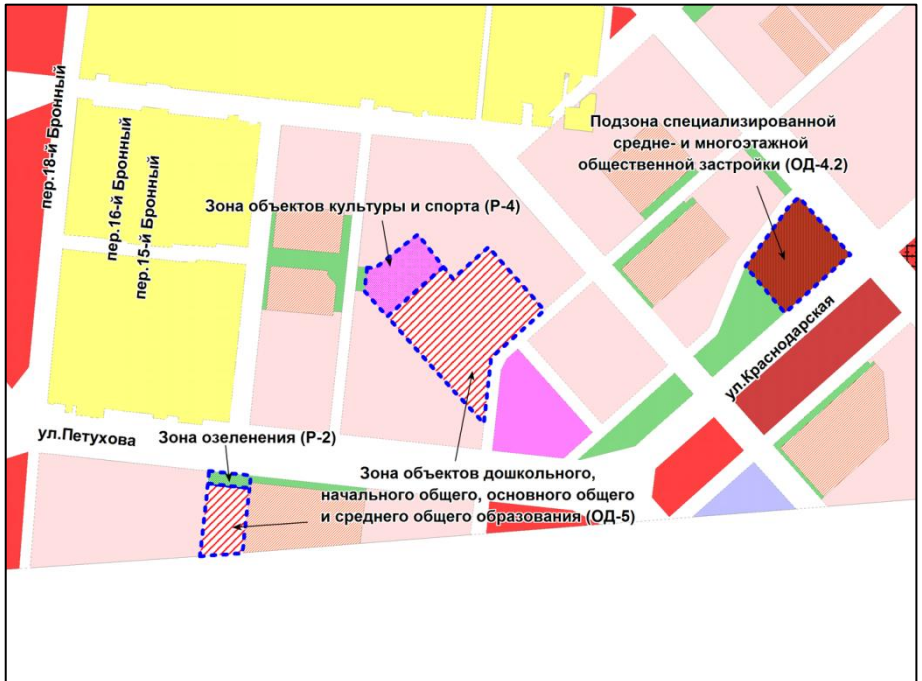 пер.18-й Бронный
пер.16-й Бронный
пер.15-й Бронный
Подзона специализированной
средне- и многоэтажной
общественной застройки (ОД-4.2)
Зона объектов культуры и спорта (Р-4)
ул.Краснодарская
ул.Петухова
Зона озеленения (Р-2)
Зона объектов дошкольного,
начального общего, основного общего
и среднего общего образования (ОД-5)